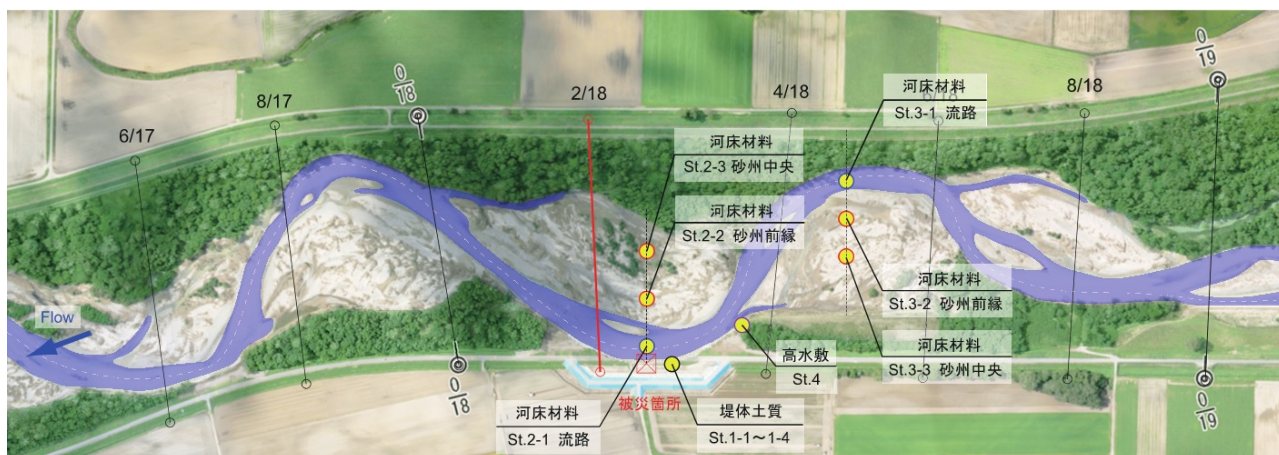 0/19
0/18
河床材料
St.3-1 流路
8/17
2/18
4/18
6/18
8/18
6/17
河床材料
St.2-3 砂州中央
河床材料
St.2-2 砂州前縁
河床材料
St.3-2 砂州前縁
Flow
河床材料
St.3-3 砂州中央
高水敷
St.4
0/18
被災箇所
0/19
河床材料
St.2-1 流路
堤体土質
St.1-1～1-4